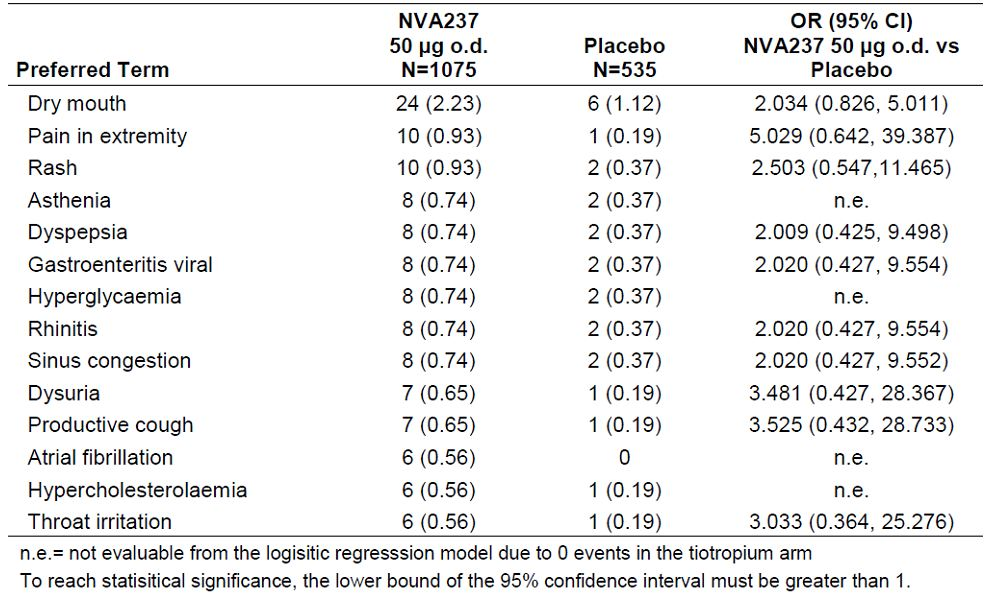 NVA237 OR (95% CI)
50 µg o.d. Placebo NVA237 50 µg o.d. vs
Preferred Term N=1075 N=535 Placebo
Dry mouth 24 (2.23) 6 (1.12) 2.034 (0.826, 5.011)
Pain in extremity 10 (0.93) 1 (0.19) 5.029 (0.642, 39.387)
Rash 10 (0.93) 2 (0.37) 2.503 (0.547,11.465)
Asthenia 8 (0.74) 2 (0.37) n.e.
Dyspepsia 8 (0.74) 2 (0.37) 2.009 (0.425, 9.498)
Gastroenteritis viral 8 (0.74) 2 (0.37) 2.020 (0.427, 9.554)
Hyperglycaemia 8 (0.74) 2 (0.37) n.e.
Rhinitis 8 (0.74) 2 (0.37) 2.020 (0.427, 9.554)
Sinus congestion 8 (0.74) 2 (0.37) 2.020 (0.427, 9.552)
Dysuria 7 (0.65) 1 (0.19) 3.481 (0.427, 28.367)
Productive cough 7 (0.65) 1 (0.19) 3.525 (0.432, 28.733)
Atrial fibrillation 6 (0.56) 0 n.e.
Hypercholesterolaemia 6 (0.56) 1 (0.19) n.e.
Throat irritation 6 (0.56) 1 (0.19) 3.033 (0.364, 25.276)
n.e.= not evaluable from the logisitic regresssion model due to 0 events in the tiotropium arm
To reach statisitical significance, the lower bound of the 95% confidence interval must be greater than 1.